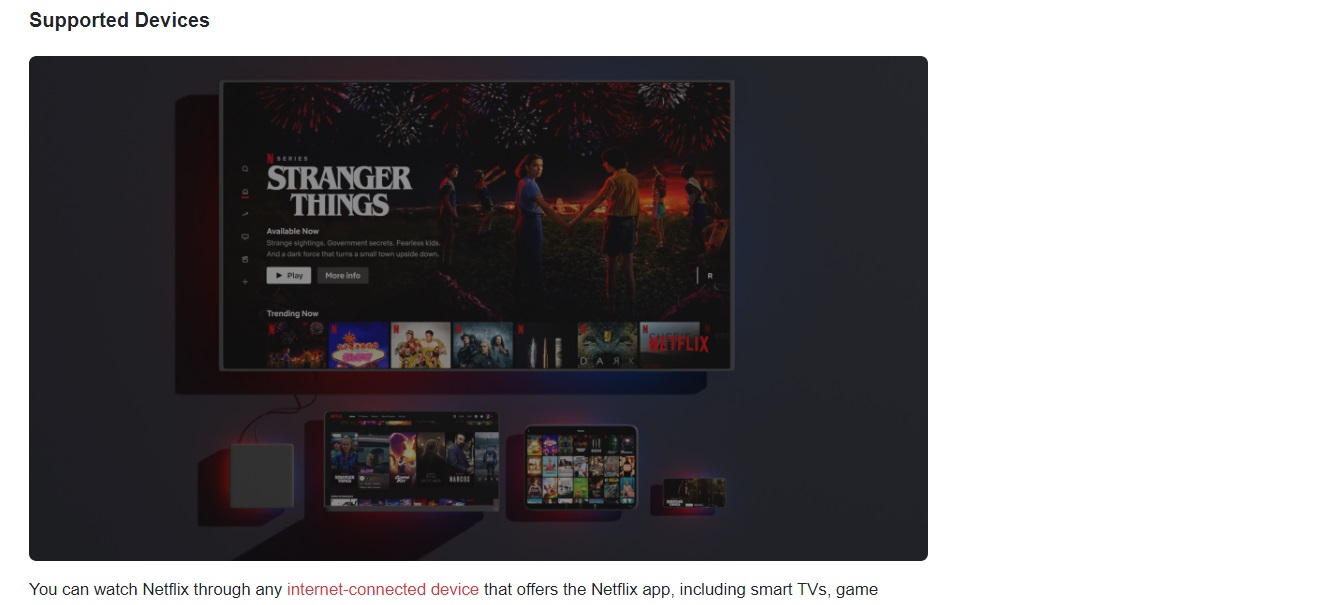 Supported Devices
N SERIES
STRANGER
THINGS
Available Now
Strange sightings. Government secrets. Fearless kids.
And a dark force that turns a small town upside down.
Play
More info
R
Trending Now
DARK
NETFLIX
NARCOS
You can watch Netflix through any internet-connected device that offers the Netflix app, including smart TVs, game